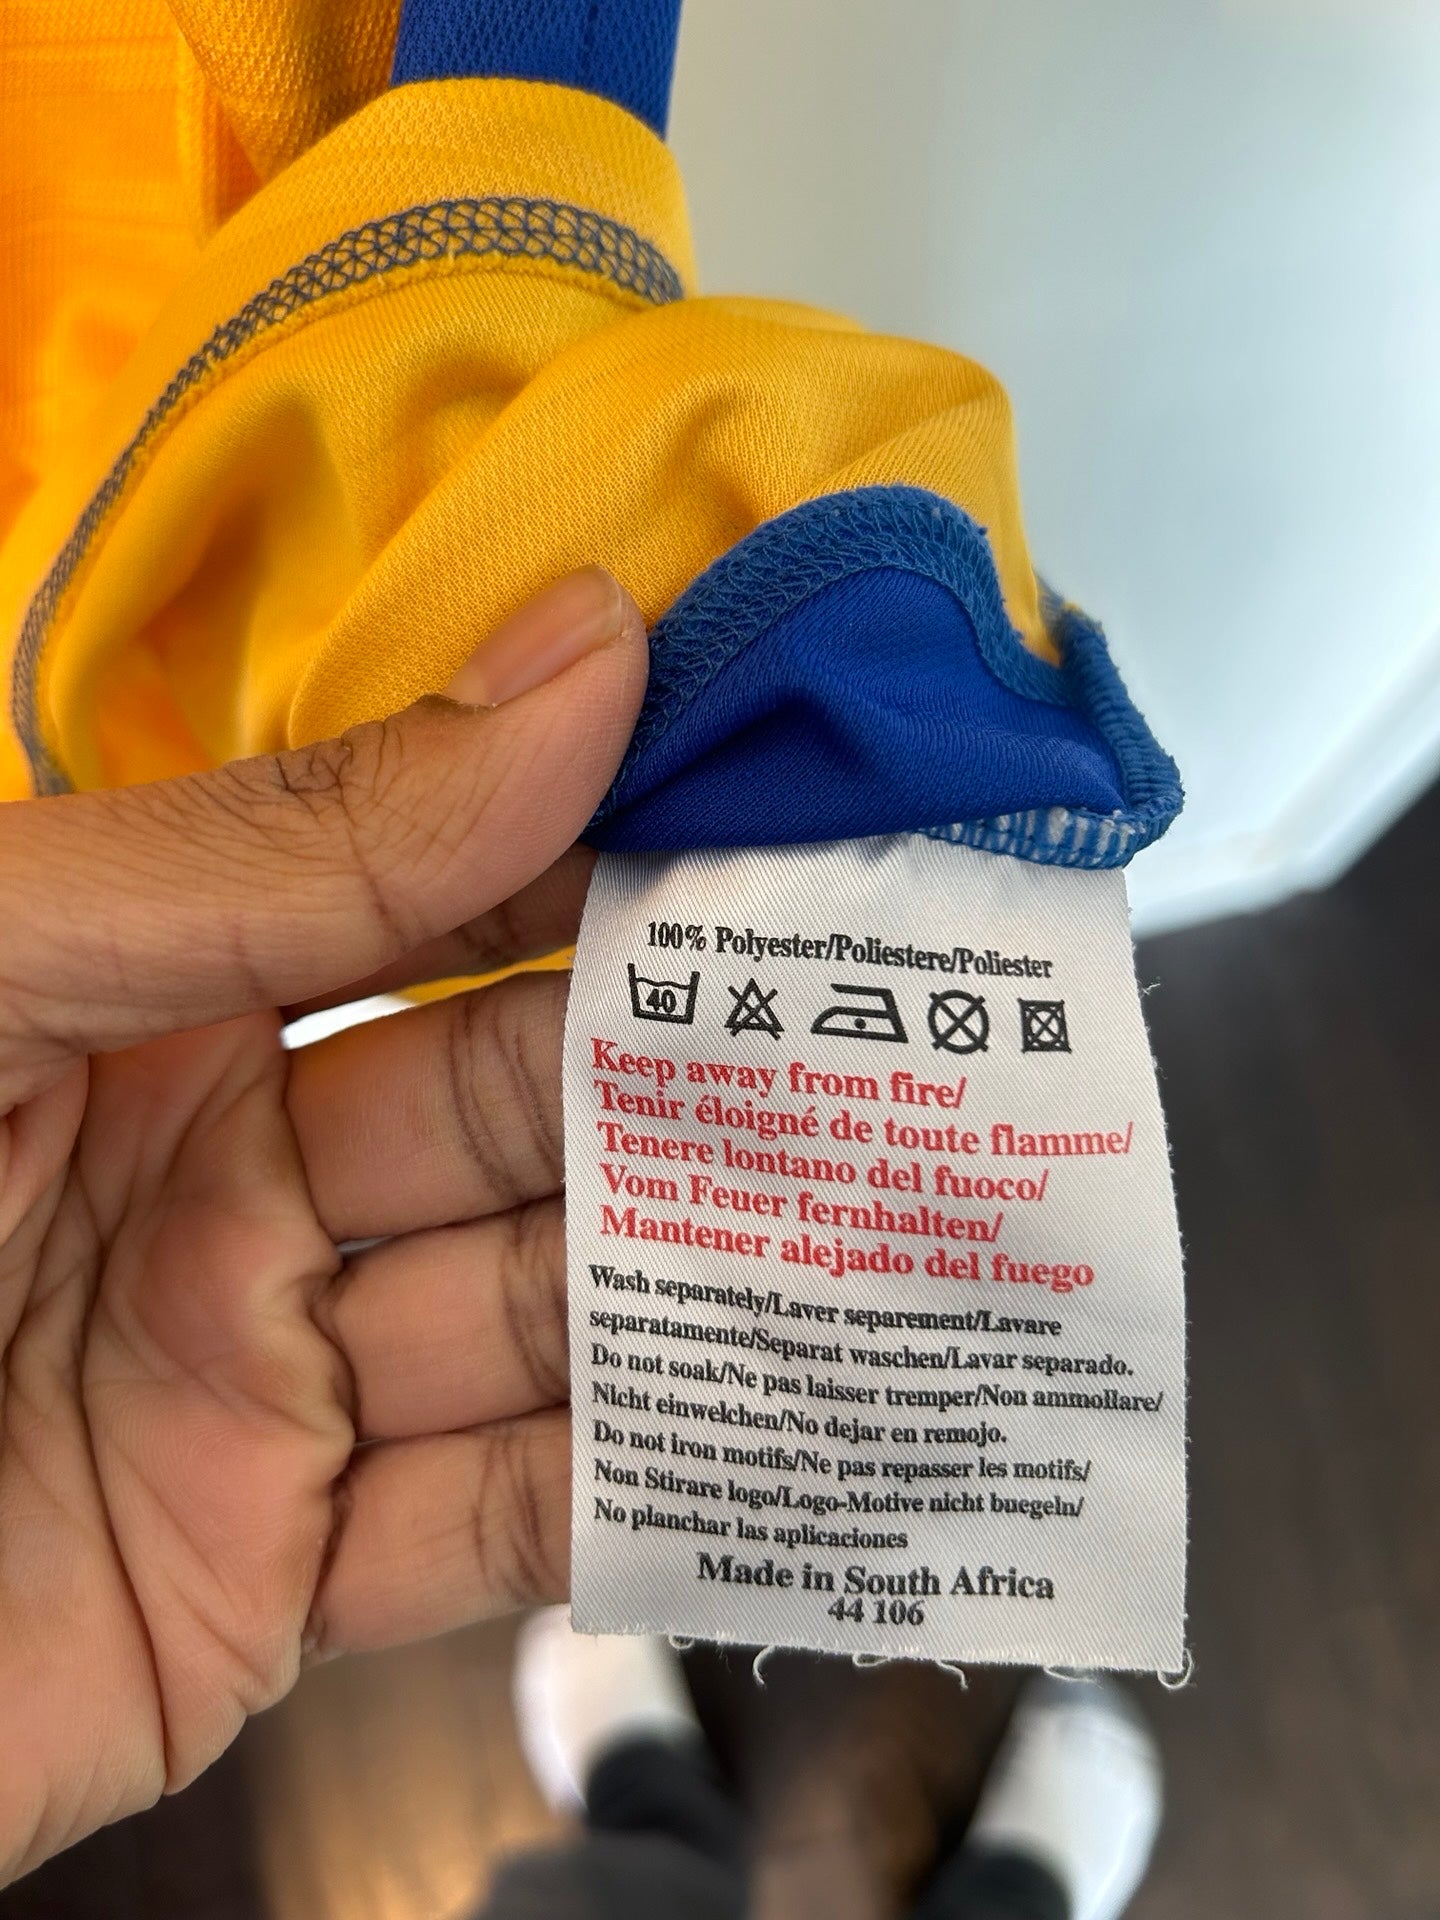 100% Polyester/Poliestere/Poliester
40
Keep away from fire/
Tenir éloigné de toute flamme/
Tenere lontano del fuoco/
Vom Feuer fernhalten/
Mantener alejado del fuego
Wash separately/Laver separement/Lavare
separatamente/Separat waschen/Lavar separado.
Do not soak/Ne pas laisser tremper/Non ammollare/
NIcht einwelchen/No dejar en remojo.
Do not iron motifs/Ne pas repasser les motifs/
Non Stirare logo/Logo-Motive nicht buegeln/
No planchar las aplicaciones
Made in South Africa
44 106